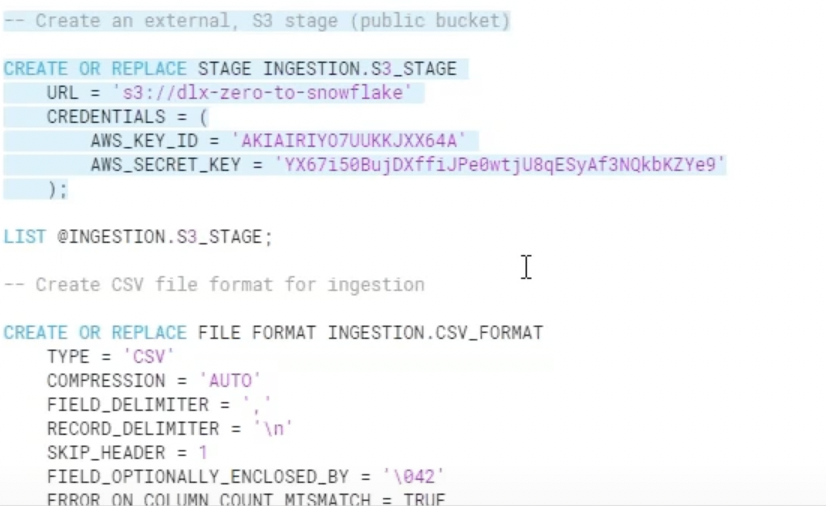 -- Create an external, S3 stage (public bucket)
CREATE OR REPLACE STAGE INGESTION.S3_STAGE
URL = 's3://dlx-zero-to-snowflake'
CREDENTIALS = (
AWS_KEY_ID = 'AKIAIRIYO7UUKKJXX64A'
AWS_SECRET_KEY = 'YX67i50BujDXffiJPe0wtjU8qESyAf3NQkbKZYe9'
);
LIST @INGESTION.S3_STAGE;
-- Create CSV file format for ingestion
CREATE OR REPLACE FILE FORMAT INGESTION.CSV_FORMAT
TYPE = 'CSV'
COMPRESSION = 'AUTO'
FIELD_DELIMITER = ','
RECORD_DELIMITER = '\n'
SKIP_HEADER = 1
FIELD_OPTIONALLY_ENCLOSED_BY = '\042'
ERROR_ON_COLUMN_COUNT_MISMATCH = TRUE